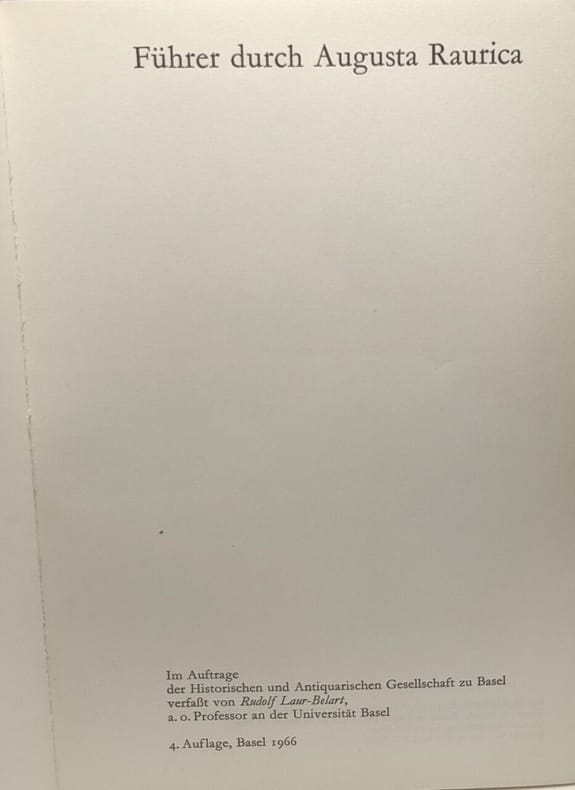 Führer durch Augusta Raurica
Im Auftrage
der Historischen und Antiquarischen Gesellschaft zu Basel
verfaßt von Rudolf Laur-Belart,
a. o. Professor an der Universität Basel
4. Auflage, Basel 1966